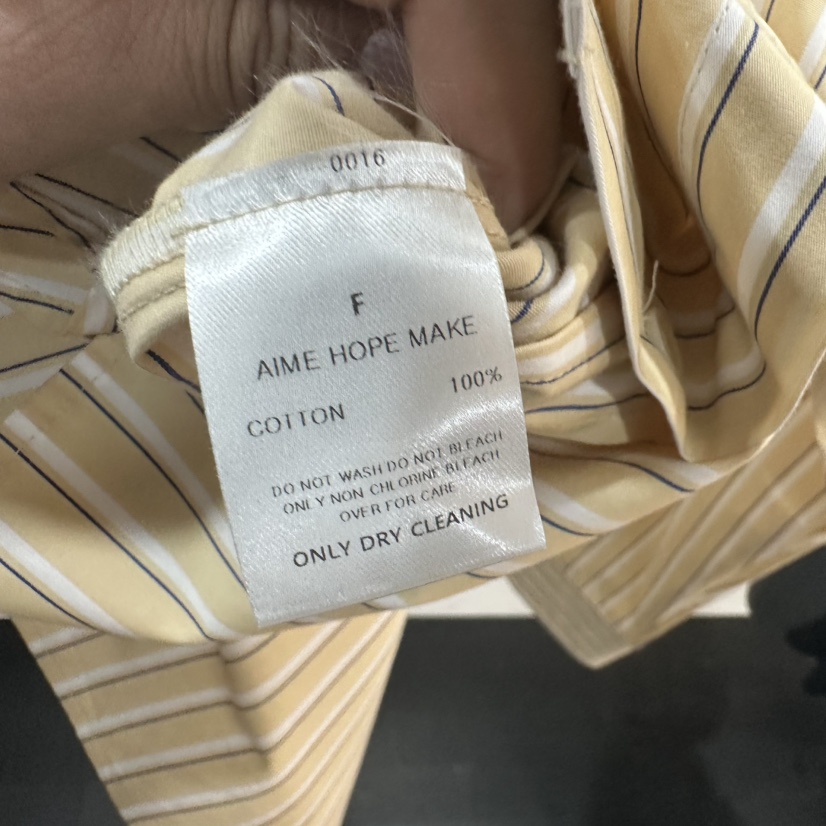 0016
F
AIME HOPE MAKE
100%
COTTON
DO NOT WASH DO NOT BLEACH
ONLY NON CHLORINE BLEACH
OVER FOR CARE
ONLY DRY CLEANING